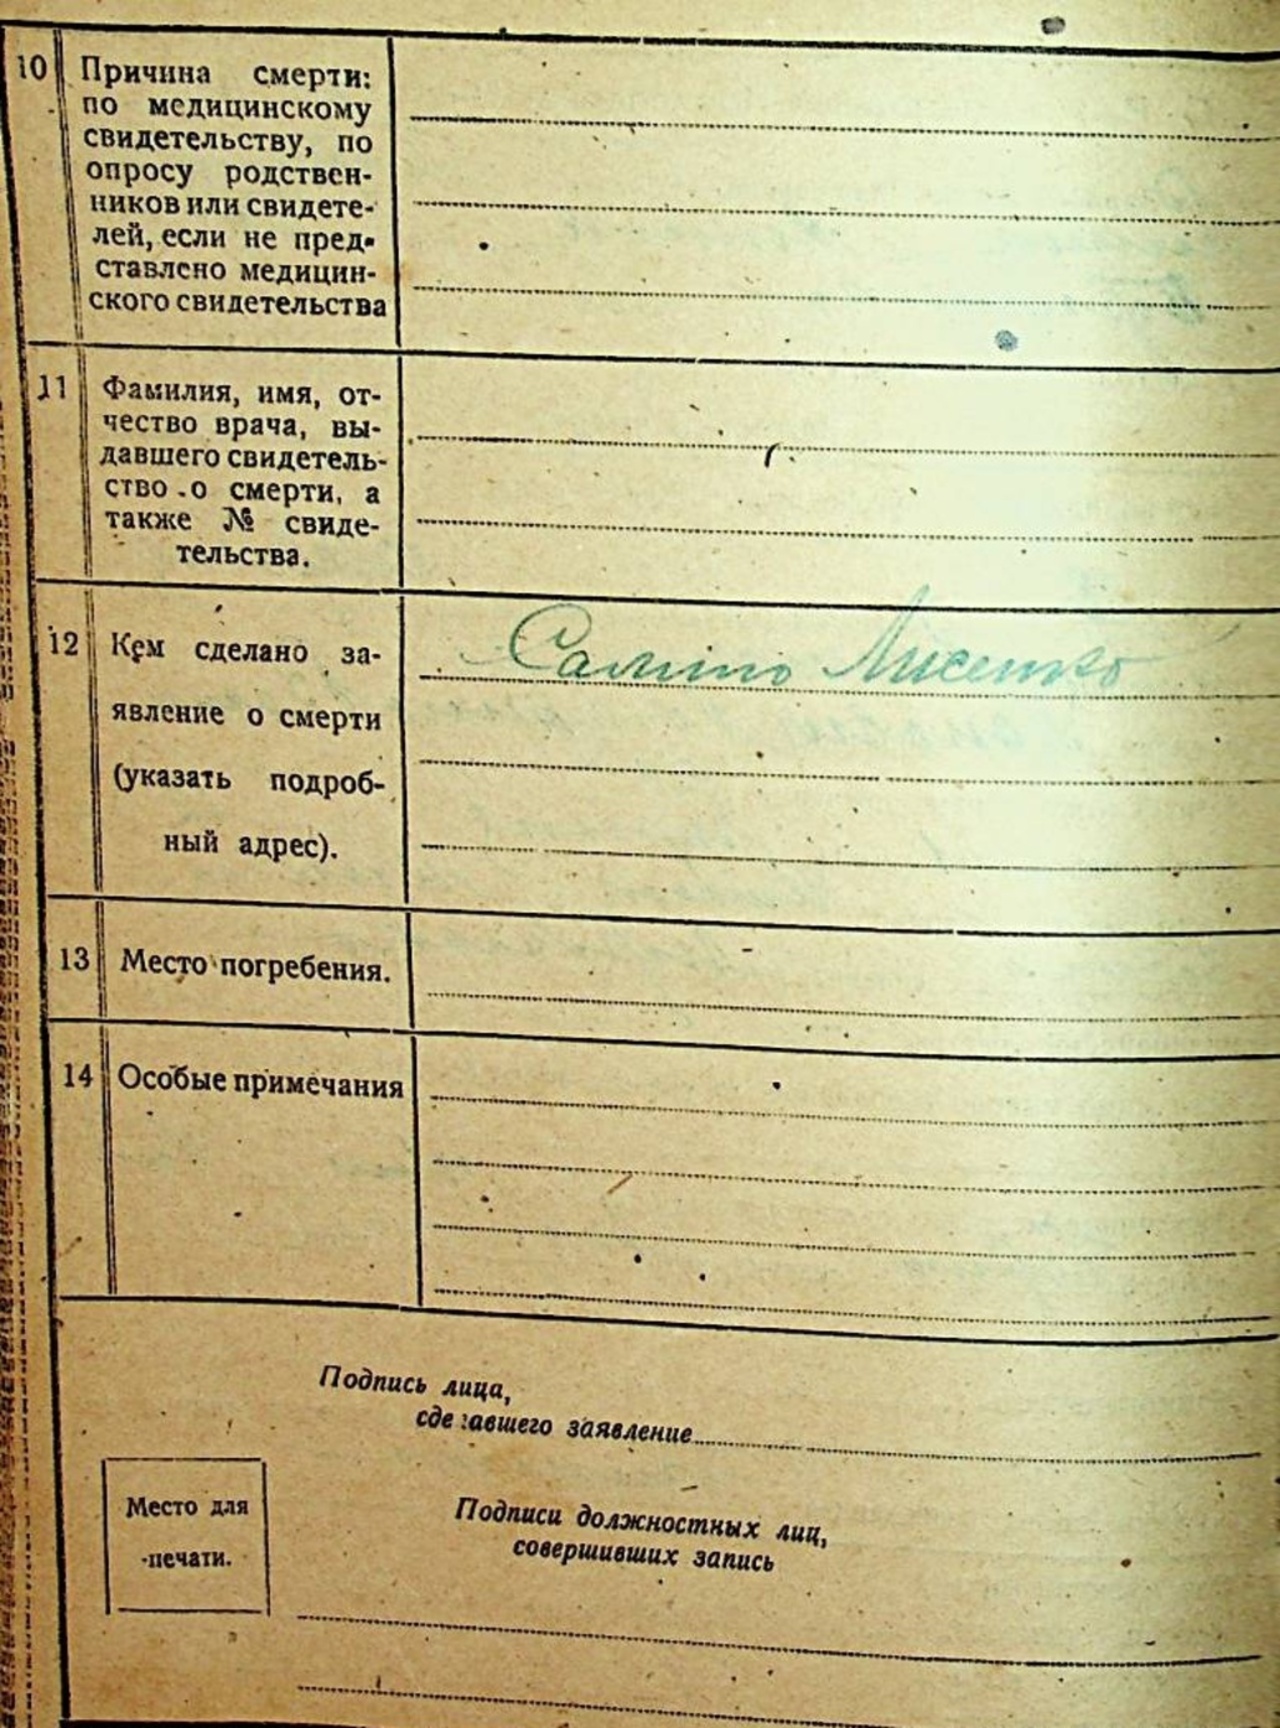 10 Причина смерти:
по медицинскому
свидетельству, по
опросу родствен-
ников или свидете-
лей, если не пред-
ставлено медицин-
ского свидетельства
11 Фамилия, имя, от-
чество врача, вы-
давшего свидетель-
ство о смерти, а
также № свиде-
тельства.
12 Кем сделано за-
Лисенко
явление о смерти
(указать подроб-
ный адрес).
13 Место погребения.
14 Особые примечания
Подпись лица,
сделавшего заявление
Место для
печати.
Подписи должностных лиц,
совершивших запись